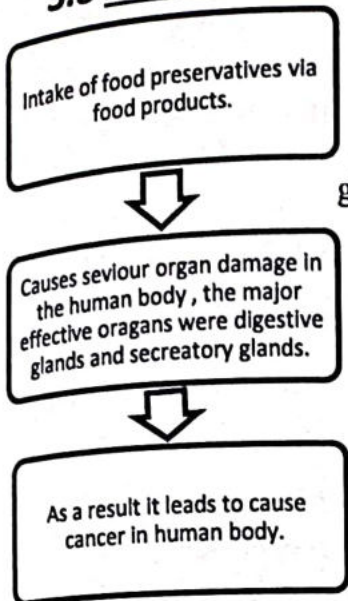 Intake of food preservatives via
food products.
Causes seviour organ damage in
the human body , the major
effective oragans were digestive
glands and secreatory glands.
As a result it leads to cause
cancer in human body.